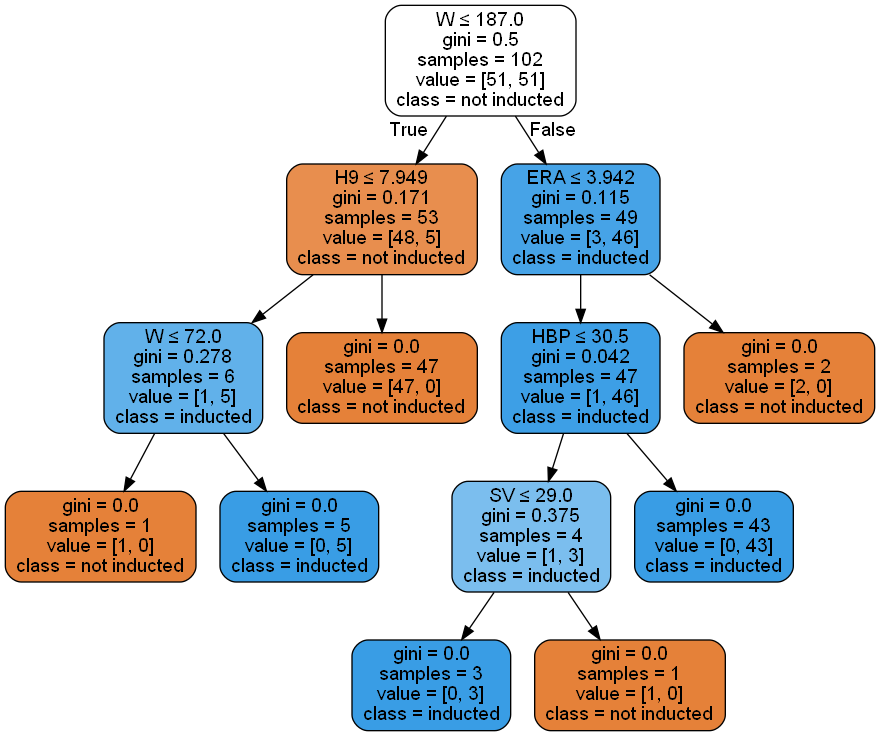 W ≤ 187.0
gini = 0.5
samples = 102
value = [51, 51]
class = not inducted
True
False
H9 ≤ 7.949
gini = 0.171
samples = 53
value = [48, 5]
class = not inducted
ERA ≤ 3.942
gini = 0.115
samples = 49
value = [3, 46]
class = inducted
W ≤ 72.0
gini = 0.278
samples = 6
value = [1, 5]
class = inducted
gini = 0.0
samples = 47
value = [47, 0]
class = not inducted
HBP ≤ 30.5
gini = 0.042
samples = 47
value = [1, 46]
class = inducted
gini = 0.0
samples = 2
value = [2, 0]
class = not inducted
gini = 0.0
samples = 1
value = [1, 0]
class = not inducted
gini = 0.0
samples = 5
value = [0, 5]
class = inducted
SV ≤ 29.0
gini = 0.375
samples = 4
value = [1, 3]
class = inducted
gini = 0.0
samples = 43
value = [0, 43]
class = inducted
gini = 0.0
samples = 3
value = [0, 3]
class = inducted
gini = 0.0
samples = 1
value = [1, 0]
class = not inducted